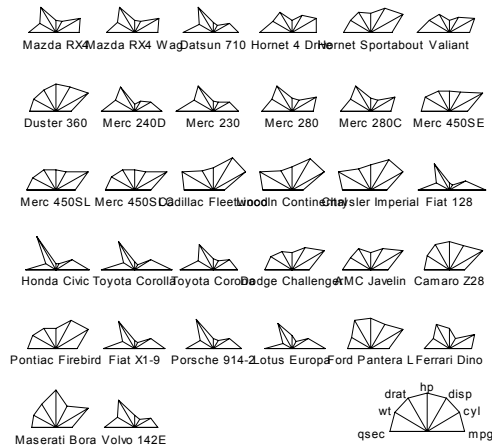 Mazda RX4 Mazda RX4 Wag Datsun 710 Hornet 4 Drive Hornet Sportabout Valiant
Duster 360 Merc 240D Merc 230 Merc 280 Merc 280C Merc 450SE
Merc 450SL Merc 450SLC Cadillac Fleetwood Lincoln Continental Chrysler Imperial Fiat 128
Honda Civic Toyota Corolla Toyota Corona Dodge Challenger AMC Javelin Camaro Z28
Pontiac Firebird Fiat X1-9 Porsche 914-2 Lotus Europa Ford Pantera L Ferrari Dino
Maserati Bora Volvo 142E
hp
drat disp
wt cyl
qsec mpg